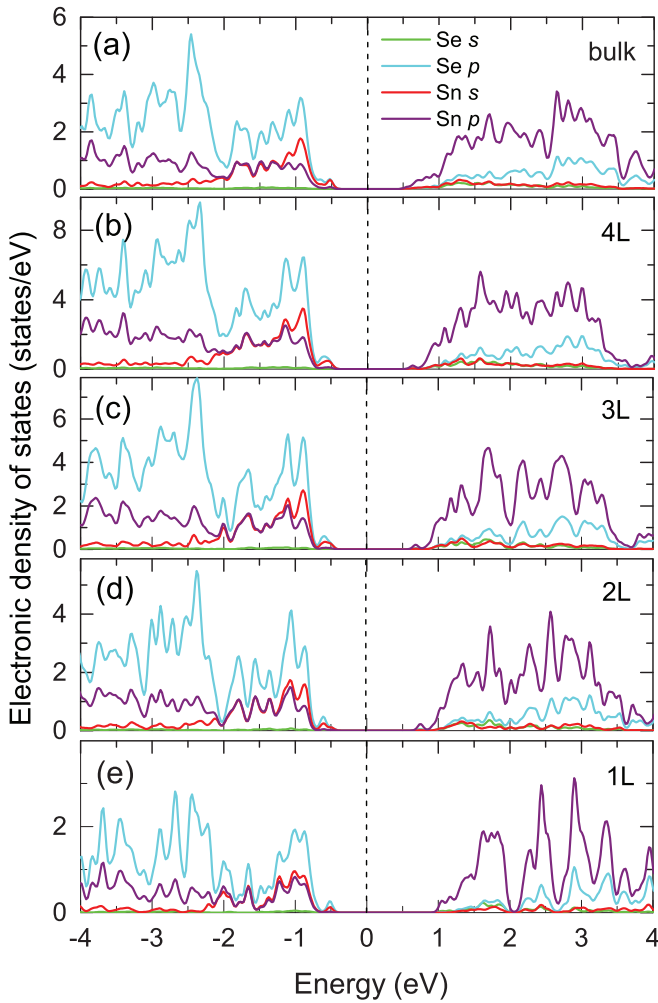 Electronic density of states (states/eV)
(a)
bulk
Se s
Se p
Sn s
Sn p
6
4
2
0
(b)
4L
8
4
0
(c)
3L
6
4
2
0
(d)
2L
4
2
0
(e)
1L
2
0
-4 -3 -2 -1 0 1 2 3 4
Energy (eV)